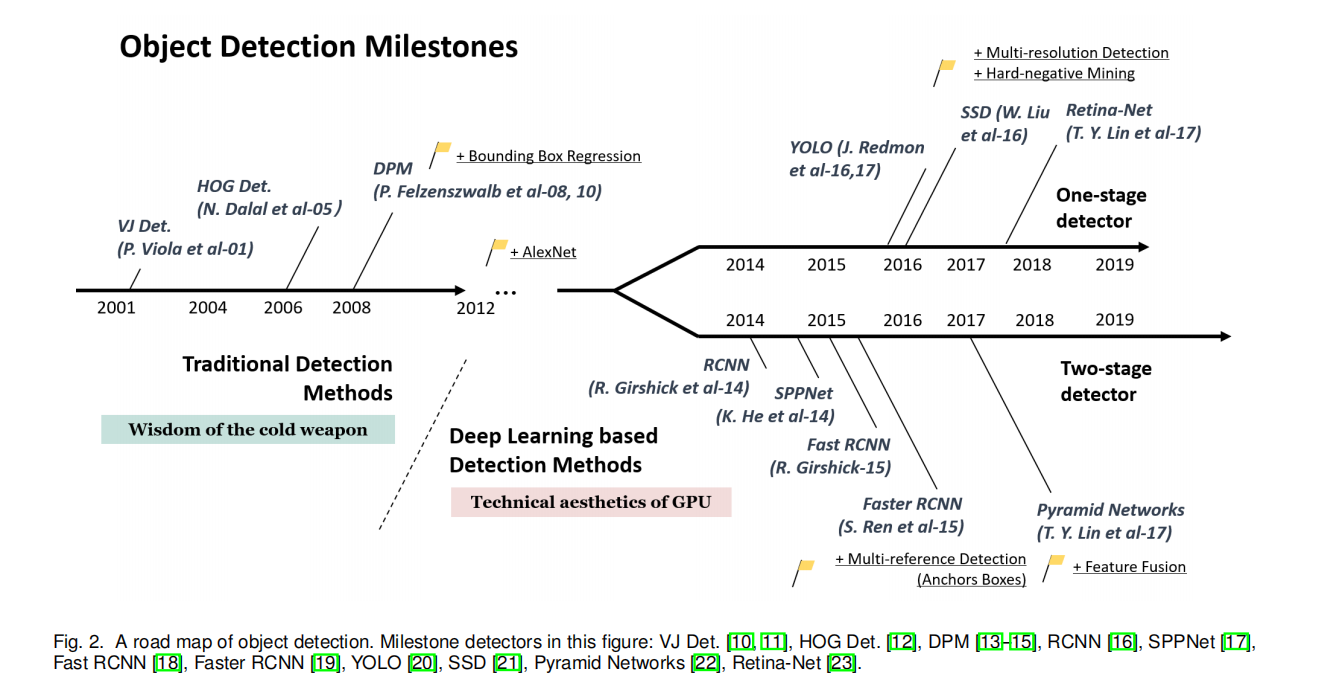 Object Detection Milestones
+ Multi-resolution Detection
+ Hard-negative Mining
SSD (W. Liu
et al-16)
Retina-Net
(T. Y. Lin et al-17)
YOLO (J. Redmon
et al-16,17)
+ Bounding Box Regression
DPM
(P. Felzenszwalb et al-08, 10)
HOG Det.
(N. Dalal et al-05)
VJ Det.
(P. Viola et al-01)
+ AlexNet
One-stage
detector
2014 2015 2016 2017 2018 2019
2001 2004 2006 2008 2012 ...
2014 2015 2016 2017 2018 2019
Traditional Detection
Methods
Wisdom of the cold weapon
Deep Learning based
Detection Methods
Technical aesthetics of GPU
RCNN
(R. Girshick et al-14)
SPPNet
(K. He et al-14)
Fast RCNN
(R. Girshick-15)
Faster RCNN
(S. Ren et al-15)
+ Multi-reference Detection
(Anchors Boxes)
Two-stage
detector
Pyramid Networks
(T. Y. Lin et al-17)
+ Feature Fusion
Fig. 2. A road map of object detection. Milestone detectors in this figure: VJ Det. [10, 11], HOG Det. [12], DPM [13–15], RCNN [16], SPPNet [17],
Fast RCNN [18], Faster RCNN [19], YOLO [20], SSD [21], Pyramid Networks [22], Retina-Net [23].